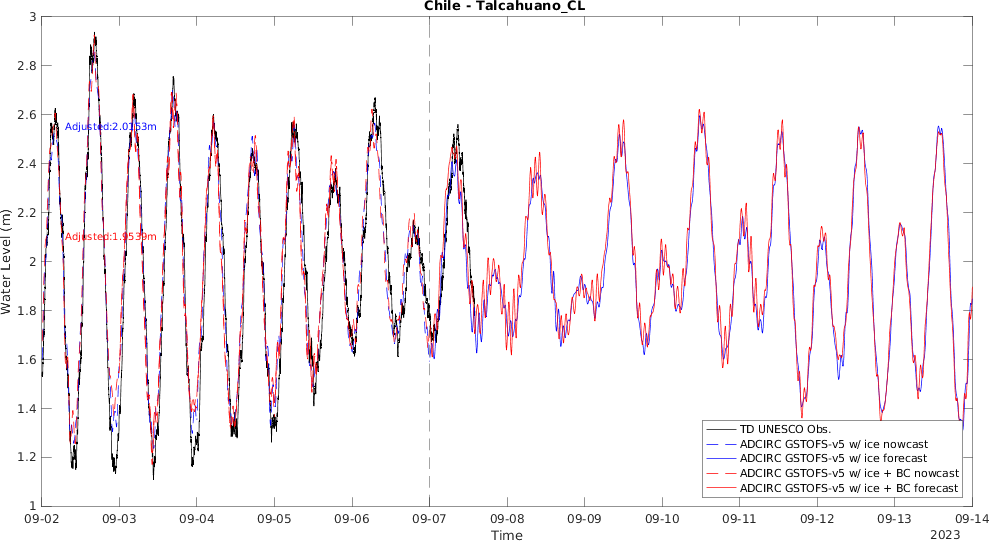 Chile - Talcahuano_CL
3
2.8
2.6
2.4
2.2
2
1.8
1.6
1.4
1.2
1
Water Level (m)
Adjusted:2.0153m
Adjusted:1.9539m
TD UNESCO Obs.
ADCIRC GSTOFS-v5 w/ ice nowcast
ADCIRC GSTOFS-v5 w/ ice forecast
ADCIRC GSTOFS-v5 w/ ice + BC nowcast
ADCIRC GSTOFS-v5 w/ ice + BC forecast
09-02 09-03 09-04 09-05 09-06 09-07 09-08 09-09 09-10 09-11 09-12 09-13 09-14
Time
2023